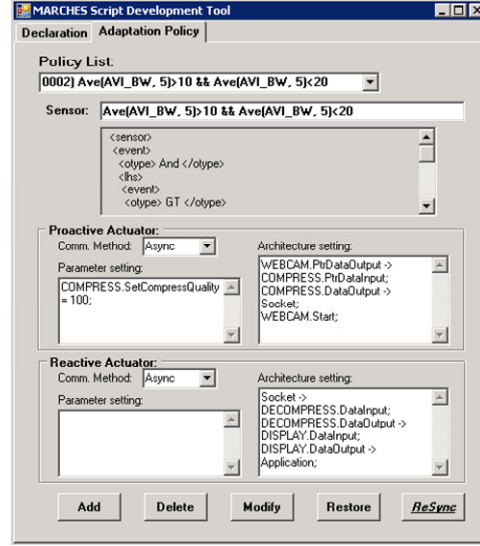 MARCHES Script Development Tool
Declaration Adaptation Policy
Policy List:
0002) Ave(AVI_BW, 5)>10 && Ave(AVI_BW, 5)<20
Sensor: Ave(AVI_BW, 5)>10 && Ave(AVI_BW, 5)<20
<sensor>
<event>
<otype> And </otype>
<lhs>
<event>
<otype> GT </otype>
Proactive Actuator:
Comm. Method: Async
Parameter setting:
COMPRESS.SetCompressQuality
= 100;
Architecture setting:
WEBCAM.PtrDataOutput ->
COMPRESS.PtrDataInput;
COMPRESS.DataOutput ->
Socket;
WEBCAM.Start;
Reactive Actuator:
Comm. Method: Async
Parameter setting:
Architecture setting:
Socket ->
DECOMPRESS.DataInput;
DECOMPRESS.DataOutput ->
DISPLAY.DataInput;
DISPLAY.DataOutput ->
Application;
Add Delete Modify Restore ReSync